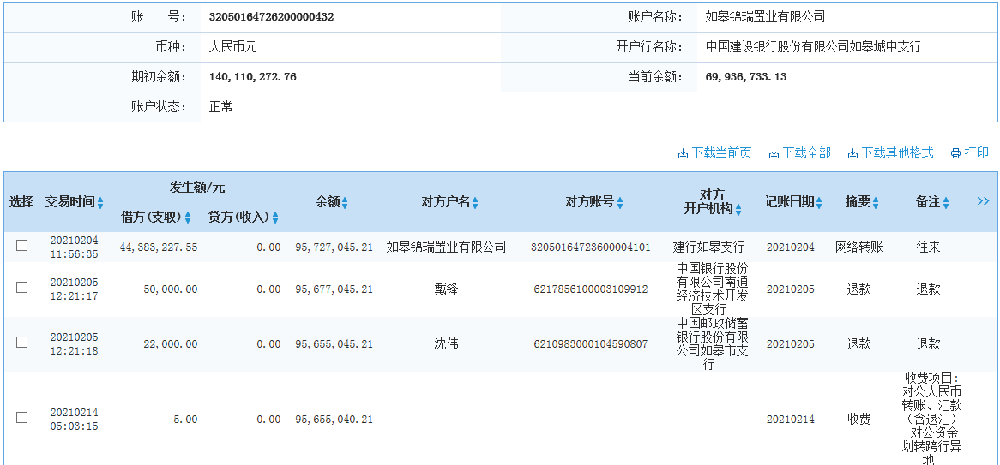 账 号： 32050164726200000432 账户名称： 如皋锦瑞置业有限公司
币种： 人民币元 开户行名称： 中国建设银行股份有限公司如皋城中支行
期初余额： 140,110,272.76 当前余额： 69,936,733.13
账户状态： 正常
下载当前页 下载全部 下载其他格式 打印
选择 交易时间 发生额/元 余额 对方户名 对方账号 对方
开户机构 记账日期 摘要 备注 >>
借方(支取) 贷方(收入)
20210204
11:56:35 44,383,227.55 0.00 95,727,045.21 如皋锦瑞置业有限公司 32050164723600004101 建行如皋支行 20210204 网络转账 往来
20210205
12:21:17 50,000.00 0.00 95,677,045.21 戴锋 6217856100003109912 中国银行股份
有限公司南通
经济技术开发
区支行 20210205 退款 退款
20210205
12:21:18 22,000.00 0.00 95,655,045.21 沈伟 6210983000104590807 中国邮政储蓄
银行股份有限
公司如皋市支
行 20210205 退款 退款
20210214
05:03:15 5.00 0.00 95,655,040.21 20210214 收费 收费项目:
对公人民币
转账、汇款
（含退汇）
-对公资金
划转跨行异
地